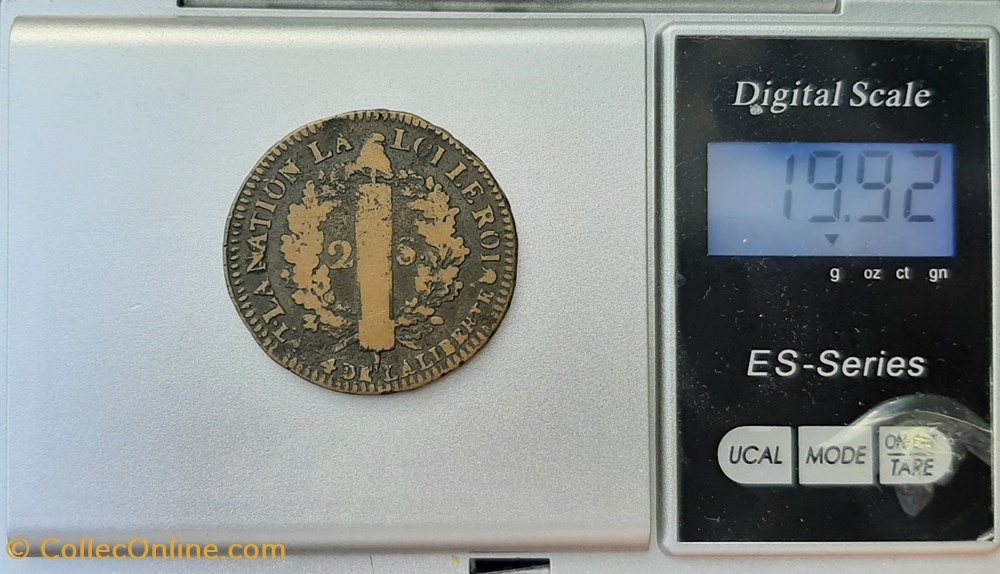 T·LA NATION LA LOI LE ROI
2 S.
4 DE LA LIBERTE
Digital Scale
19.92
g oz ct gn
ES-Series
UCAL MODE
TARE
© CollecOnline.com